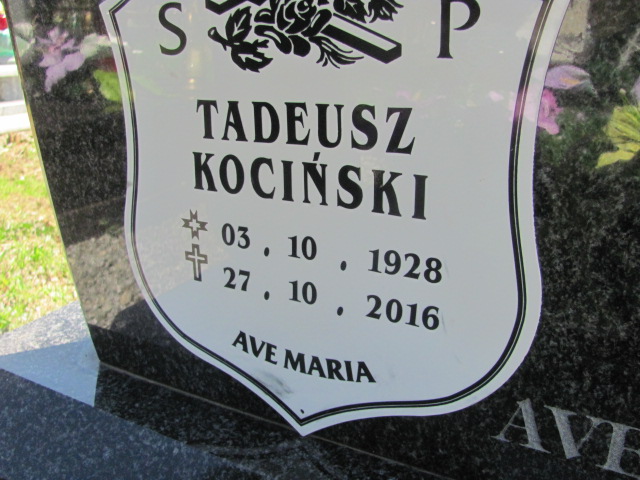 S P
TADEUSZ
KOCIŃSKI
03 . 10 . 1928
27 . 10 . 2016
AVE MARIA
AVE